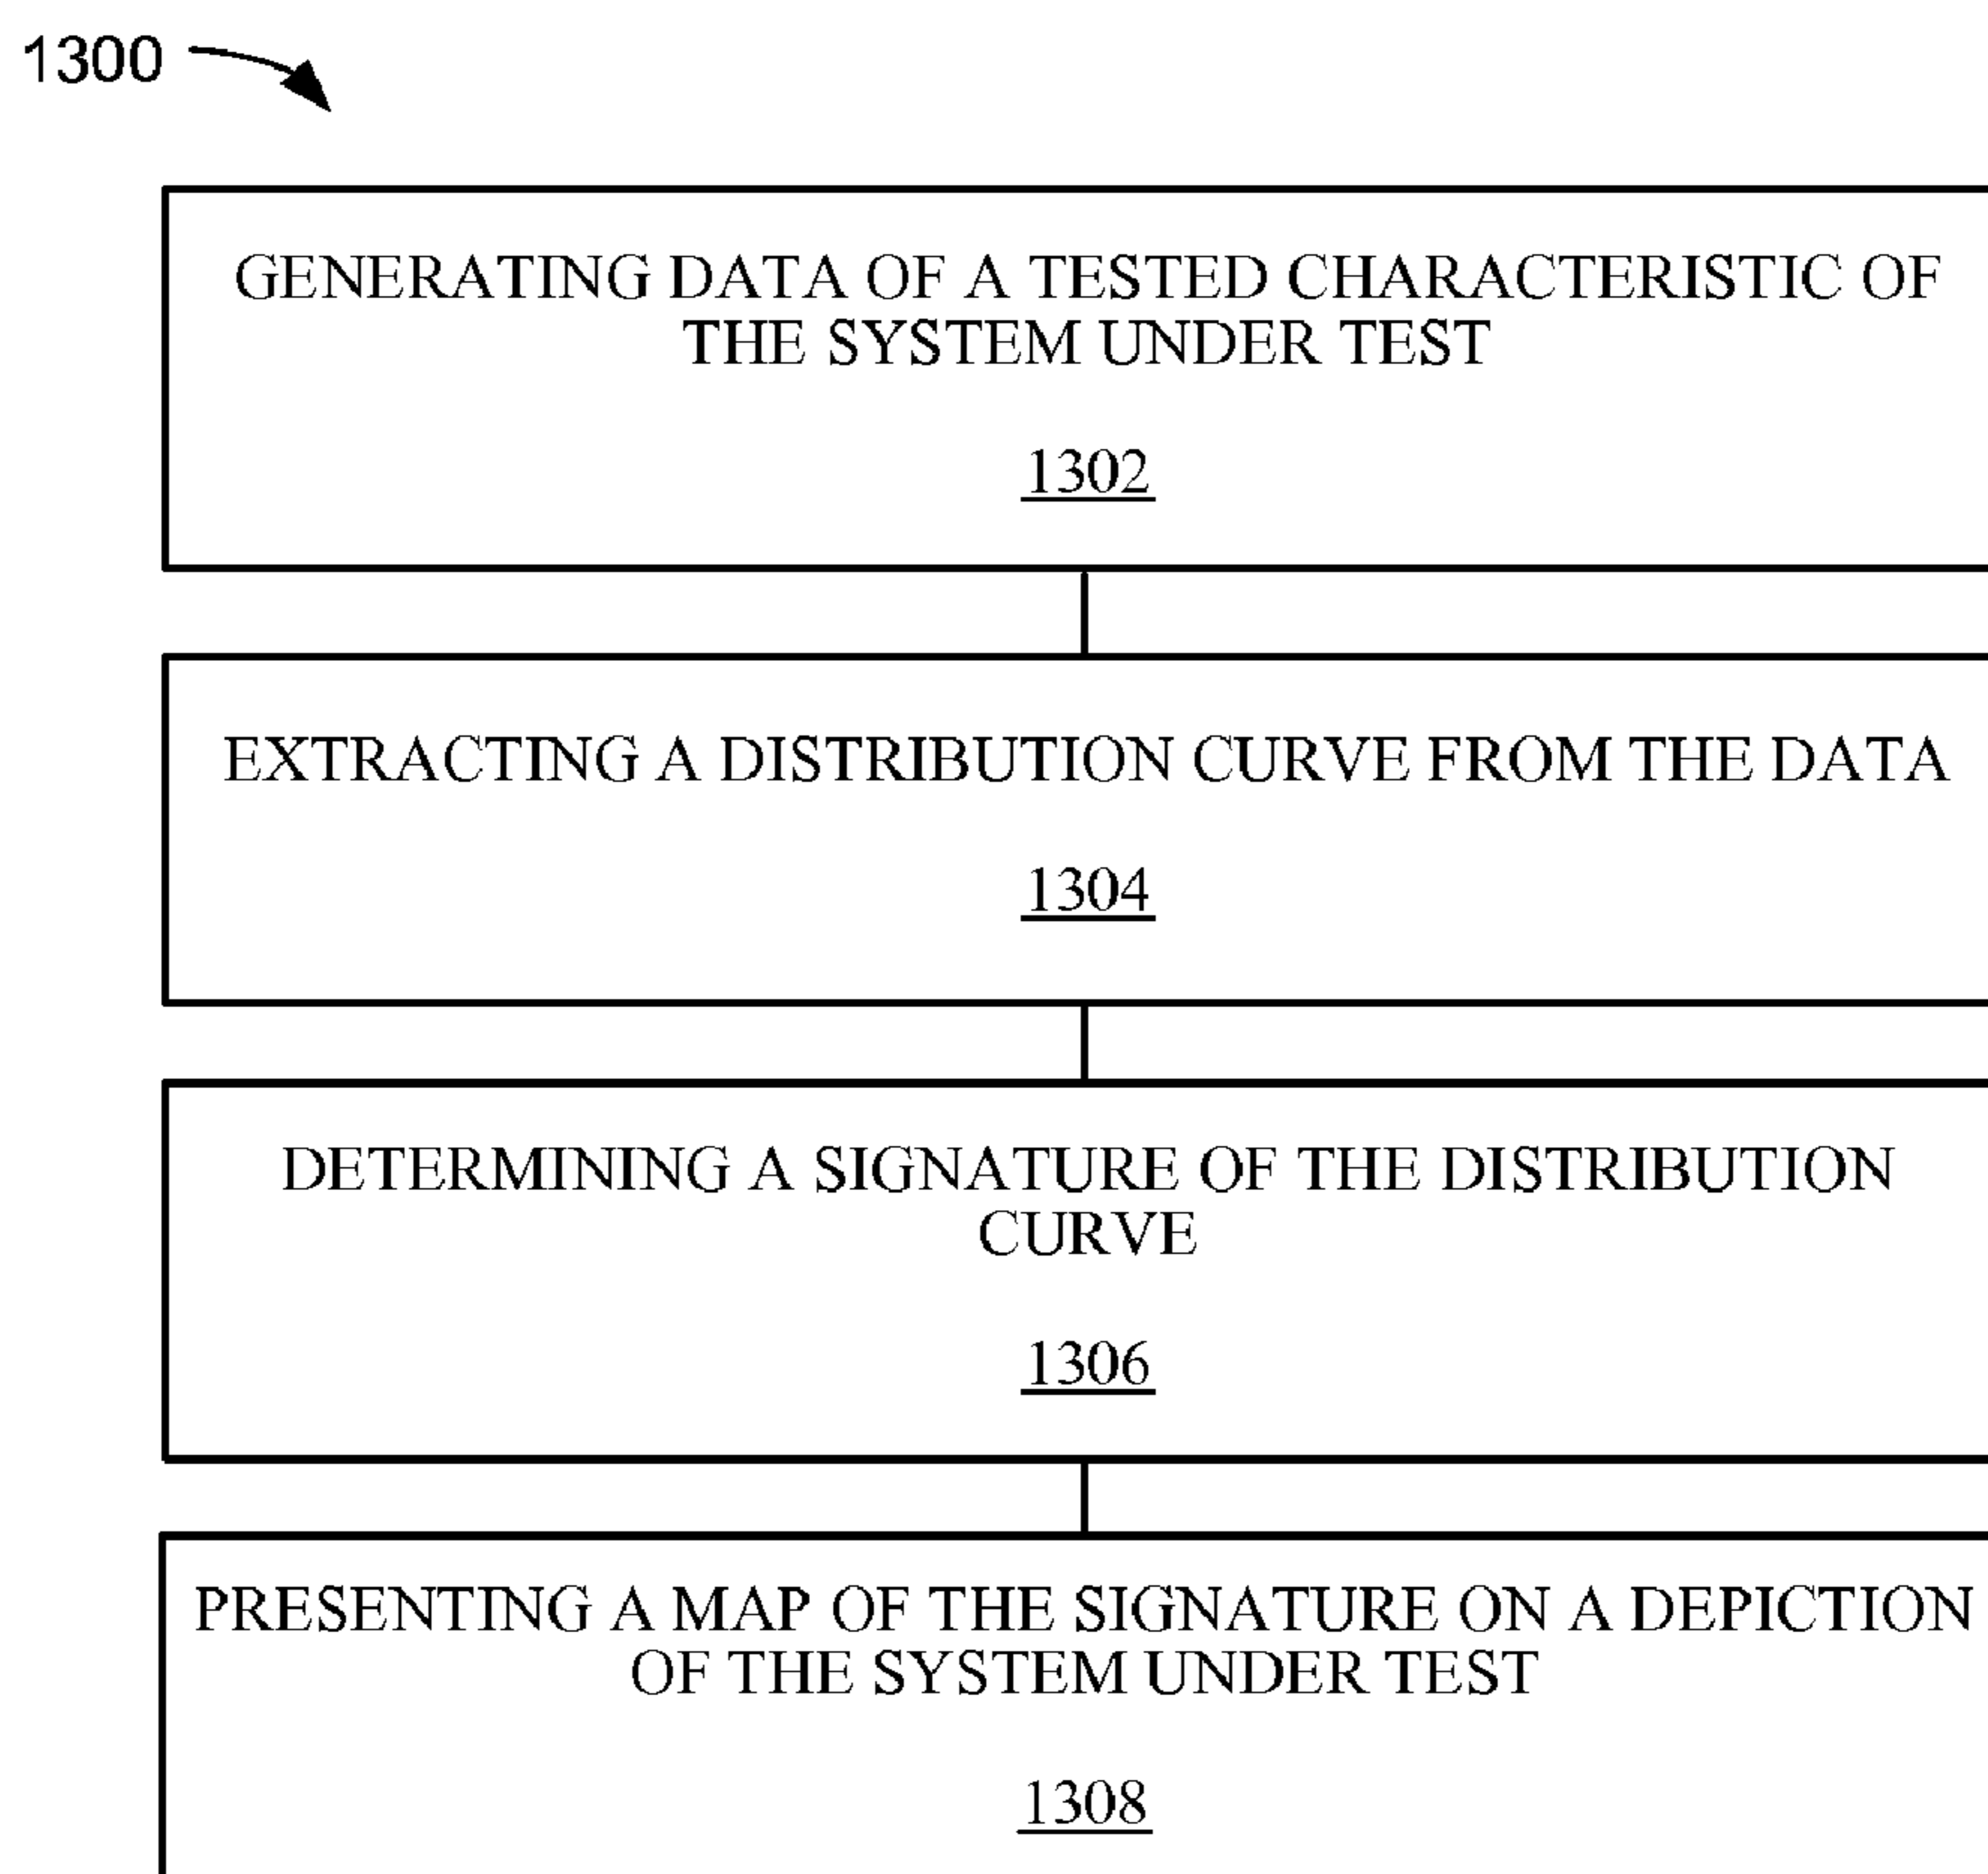 1300
GENERATING DATA OF A TESTED CHARACTERISTIC OF
THE SYSTEM UNDER TEST
1302
EXTRACTING A DISTRIBUTION CURVE FROM THE DATA
1304
DETERMINING A SIGNATURE OF THE DISTRIBUTION
CURVE
1306
PRESENTING A MAP OF THE SIGNATURE ON A DEPICTION
OF THE SYSTEM UNDER TEST
1308